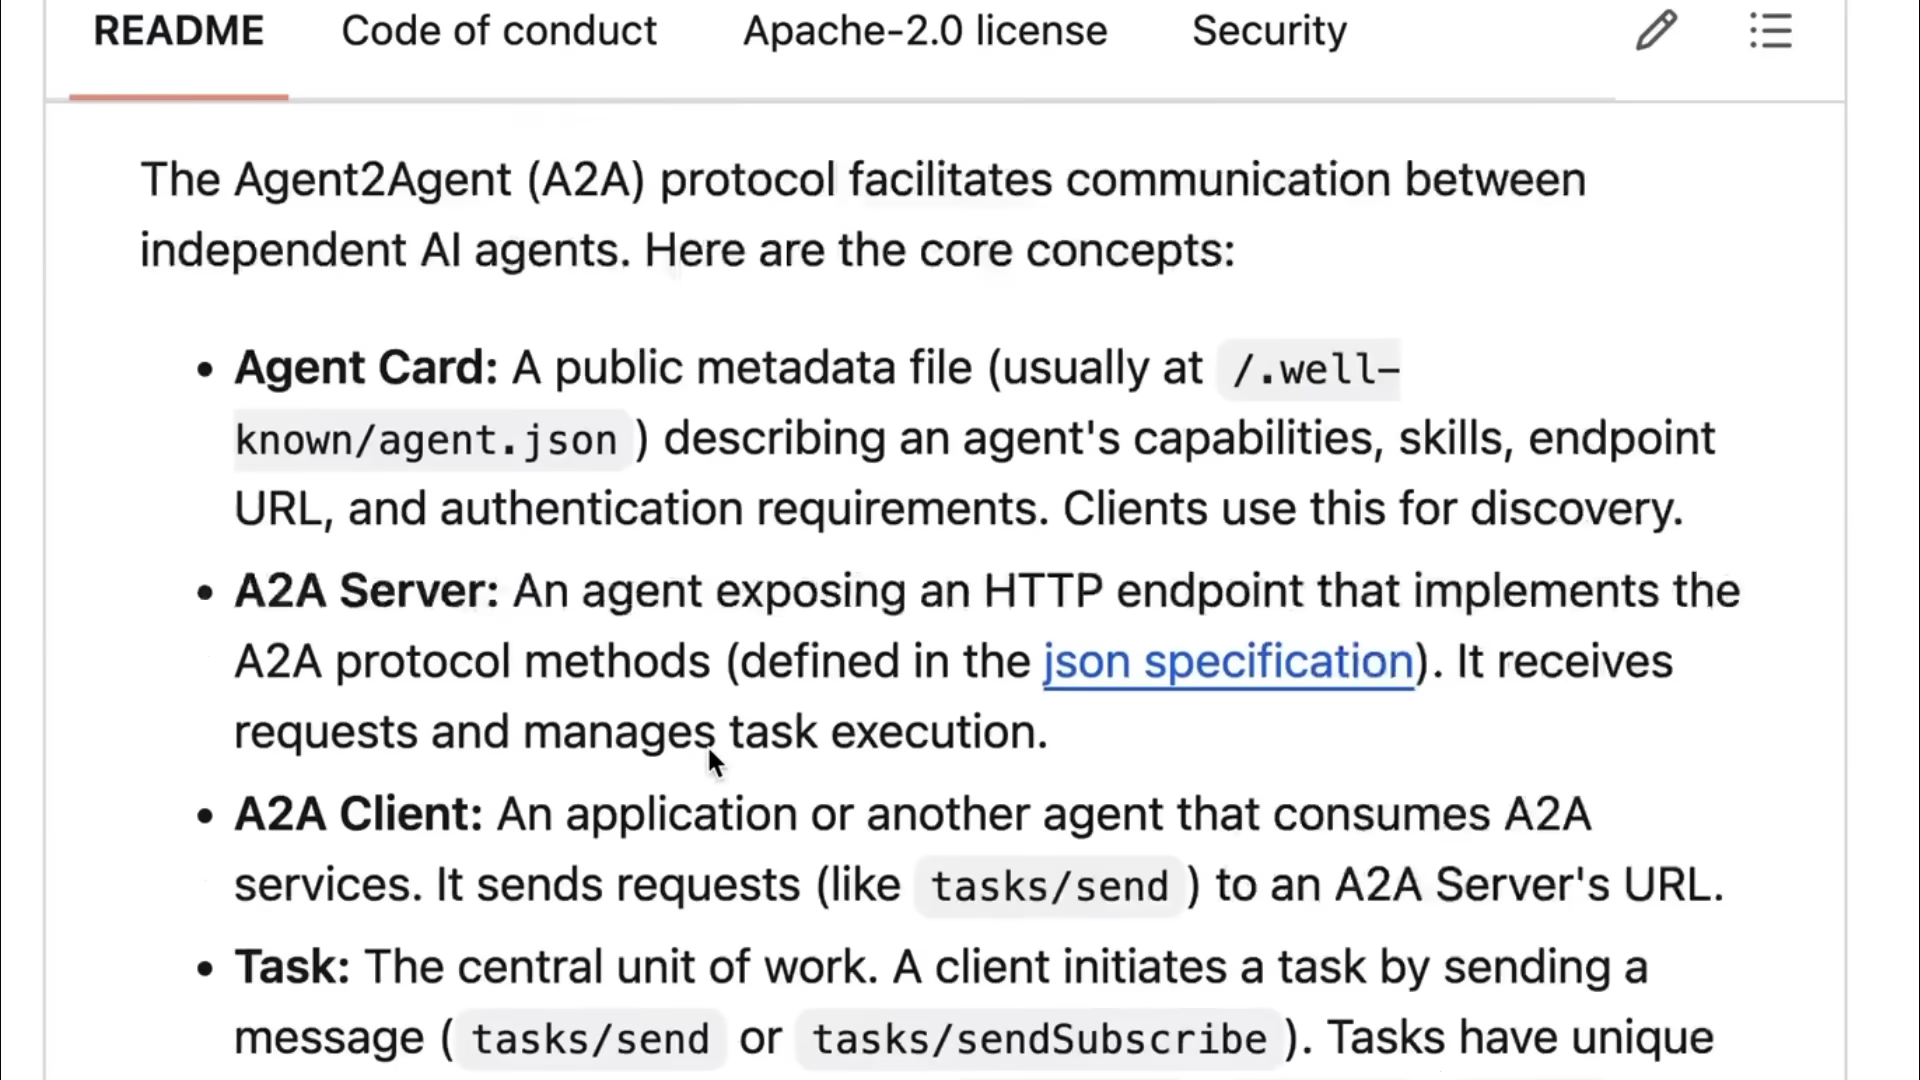 README Code of conduct Apache-2.0 license Security
The Agent2Agent (A2A) protocol facilitates communication between
independent AI agents. Here are the core concepts:
• Agent Card: A public metadata file (usually at /.well-
known/agent.json ) describing an agent's capabilities, skills, endpoint
URL, and authentication requirements. Clients use this for discovery.
• A2A Server: An agent exposing an HTTP endpoint that implements the
A2A protocol methods (defined in the json specification). It receives
requests and manages task execution.
• A2A Client: An application or another agent that consumes A2A
services. It sends requests (like tasks/send ) to an A2A Server's URL.
• Task: The central unit of work. A client initiates a task by sending a
message ( tasks/send or tasks/sendSubscribe ). Tasks have unique